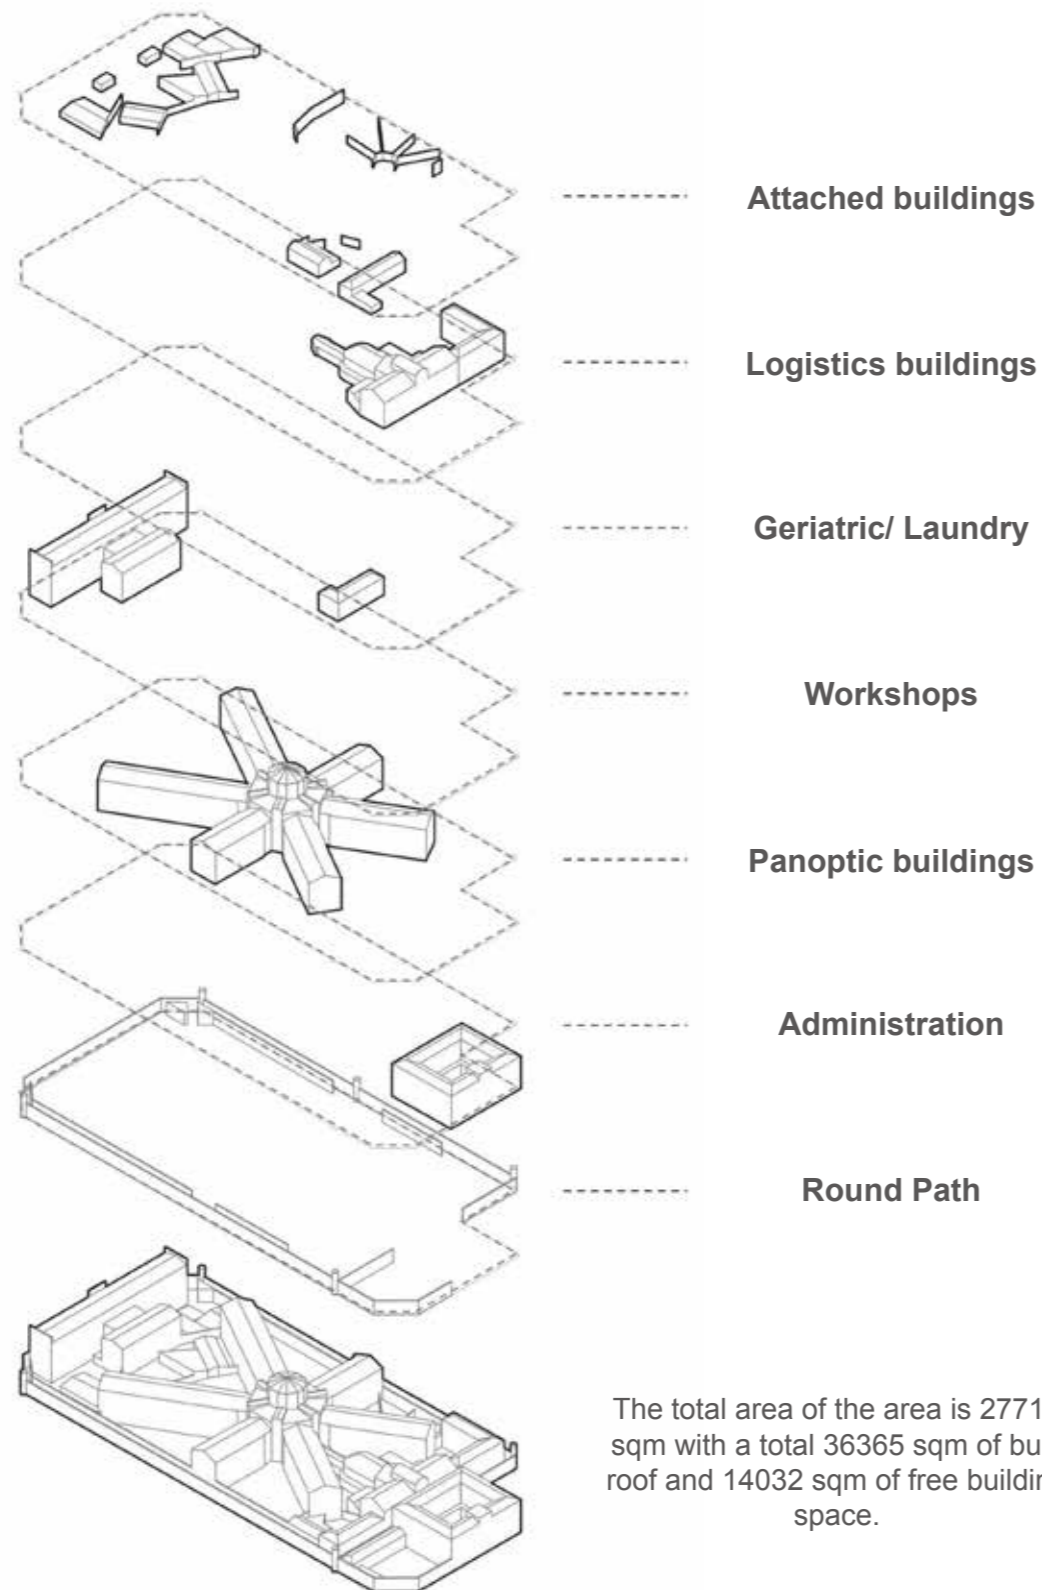 Attached buildings
Logistics buildings
Geriatric/ Laundry
Workshops
Panoptic buildings
Administration
Round Path
The total area of the area is 2771
sqm with a total 36365 sqm of bu
roof and 14032 sqm of free buildin
space.